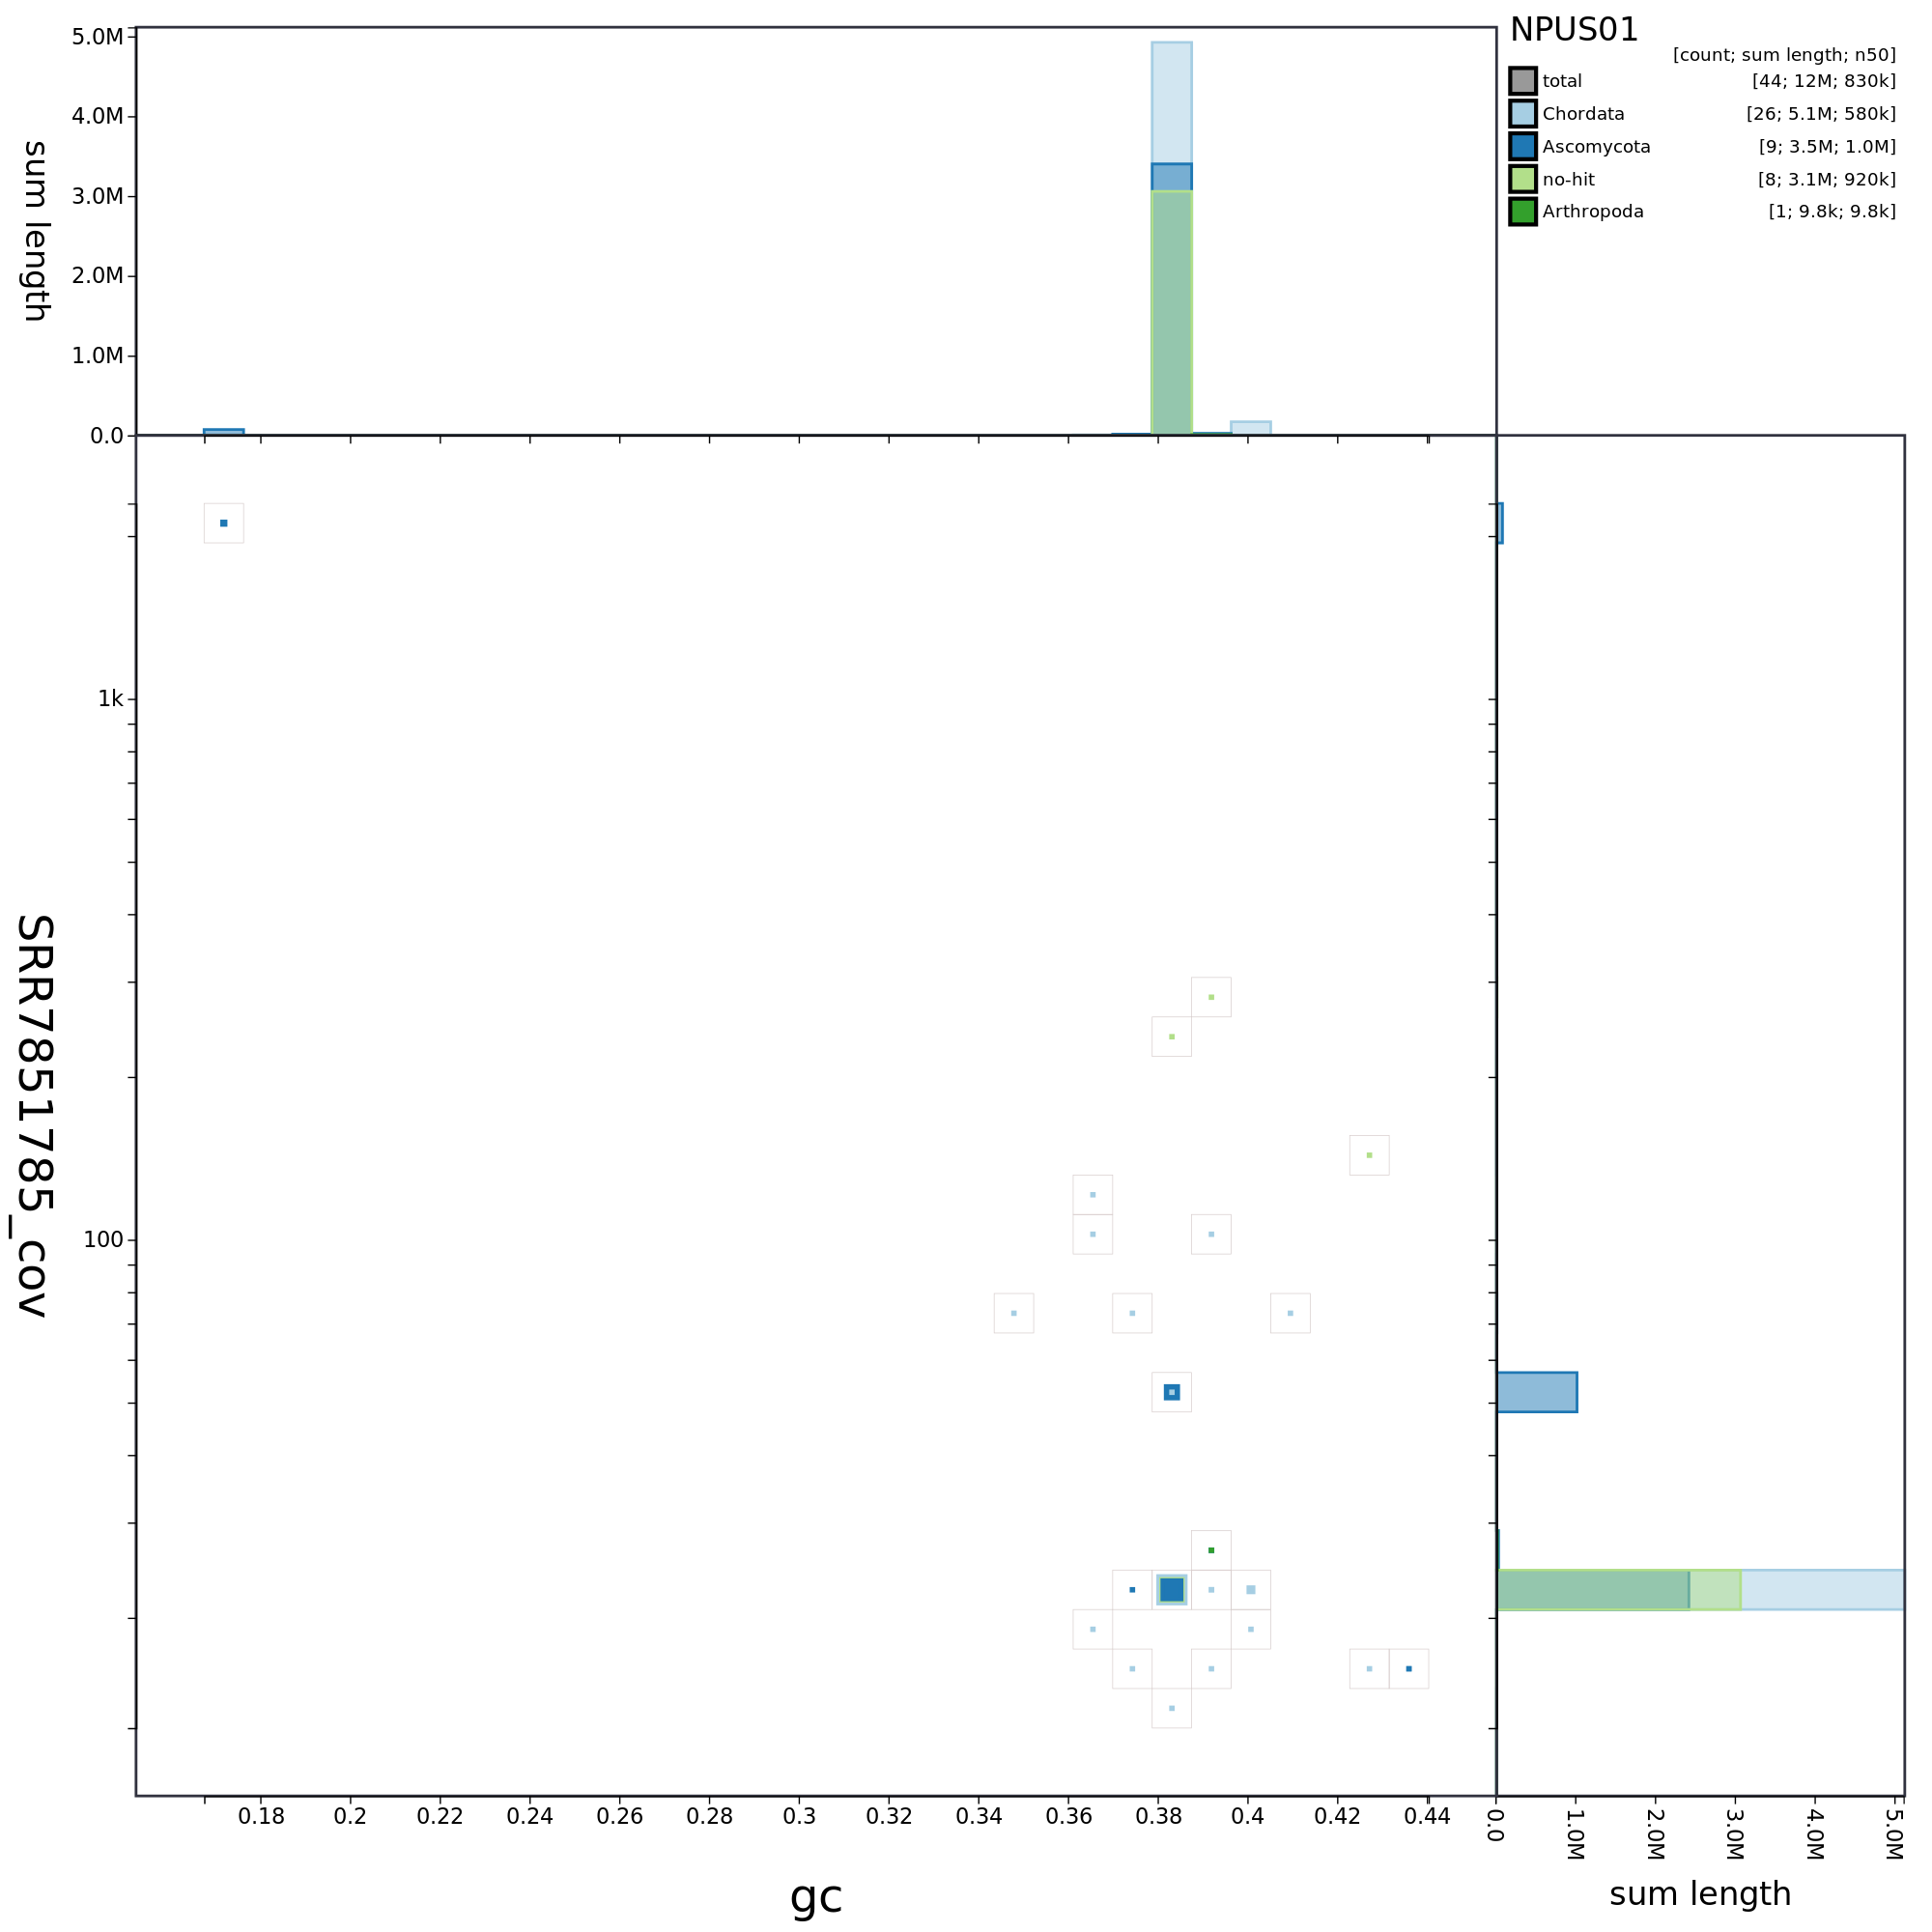 NPUS01
[count; sum length; n50]
total [44; 12M; 830k]
Chordata [26; 5.1M; 580k]
Ascomycota [9; 3.5M; 1.0M]
no-hit [8; 3.1M; 920k]
Arthropoda [1; 9.8k; 9.8k]
sum length
5.0M
4.0M
3.0M
2.0M
1.0M
0.0
SRR7851785_cov
1k
100
0.18 0.2 0.22 0.24 0.26 0.28 0.3 0.32 0.34 0.36 0.38 0.4 0.42 0.44
gc
0.0 1.0M 2.0M 3.0M 4.0M 5.0M
sum length